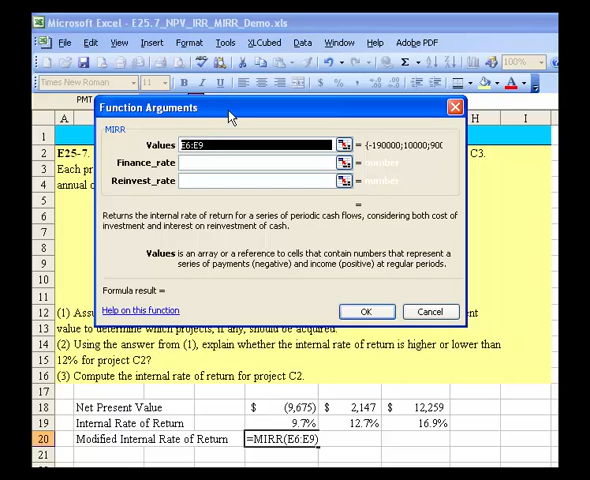 Microsoft Excel - E25.7_NPV_IRR_MIRR_Demo.xls
File Edit View Insert Format Tools XLCubed Data Window Help Adobe PDF
100%
Times New Roman 11 B I U $ % A
PMT
A H I
Function Arguments
MIRR
Values E6:E9 = {-190000;10000;900
Finance_rate = number
Reinvest_rate = number
=
Returns the internal rate of return for a series of periodic cash flows, considering both cost of
investment and interest on reinvestment of cash.
Values is an array or a reference to cells that contain numbers that represent a
series of payments (negative) and income (positive) at regular periods.
Formula result =
Help on this function
OK Cancel
1
2 E25-7. C3.
3 Each pr
4 annual c
5
6
7
8
9
10
11
12 (1) Assu ent
13 value to determine which projects, if any, should be acquired.
14 (2) Using the answer from (1), explain whether the internal rate of return is higher or lower than
15 12% for project C2?
16 (3) Compute the internal rate of return for project C2.
17
18 Net Present Value $ (9,675) $ 2,147 $ 12,259
19 Internal Rate of Return 9.7% 12.7% 16.9%
20 Modified Internal Rate of Return =MIRR(E6:E9)
21